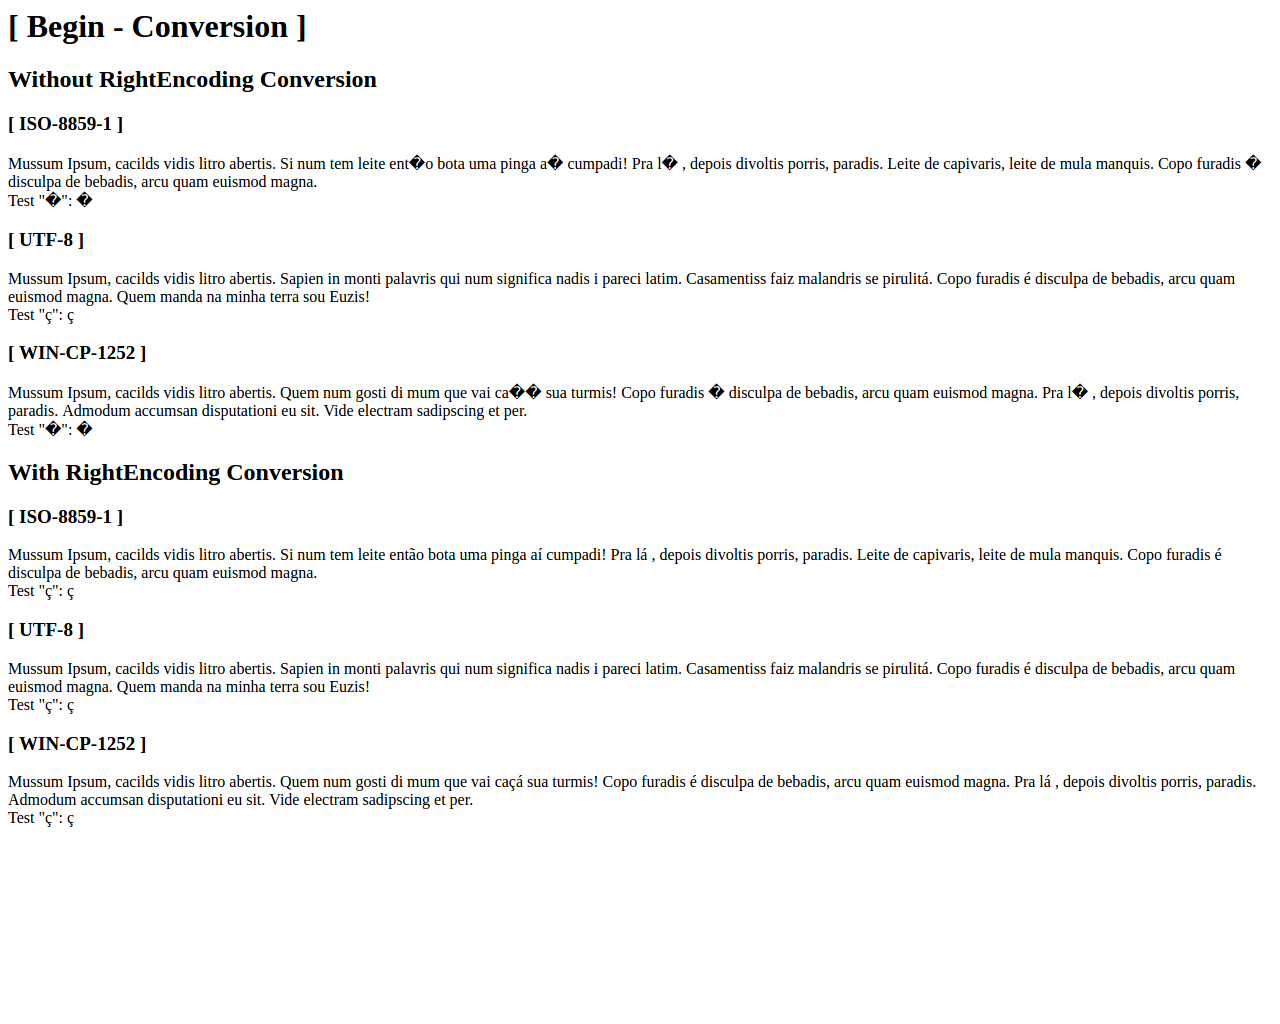 [ Begin - Conversion ]
Without RightEncoding Conversion
[ ISO-8859-1 ]
Mussum Ipsum, cacilds vidis litro abertis. Si num tem leite ent�o bota uma pinga a� cumpadi! Pra l� , depois divoltis porris, paradis. Leite de capivaris, leite de mula manquis. Copo furadis �
disculpa de bebadis, arcu quam euismod magna.
Test "�": �
[ UTF-8 ]
Mussum Ipsum, cacilds vidis litro abertis. Sapien in monti palavris qui num significa nadis i pareci latim. Casamentiss faiz malandris se pirulitá. Copo furadis é disculpa de bebadis, arcu quam
euismod magna. Quem manda na minha terra sou Euzis!
Test "ç": ç
[ WIN-CP-1252 ]
Mussum Ipsum, cacilds vidis litro abertis. Quem num gosti di mum que vai ca�� sua turmis! Copo furadis � disculpa de bebadis, arcu quam euismod magna. Pra l� , depois divoltis porris,
paradis. Admodum accumsan disputationi eu sit. Vide electram sadipscing et per.
Test "�": �
With RightEncoding Conversion
[ ISO-8859-1 ]
Mussum Ipsum, cacilds vidis litro abertis. Si num tem leite então bota uma pinga aí cumpadi! Pra lá , depois divoltis porris, paradis. Leite de capivaris, leite de mula manquis. Copo furadis é
disculpa de bebadis, arcu quam euismod magna.
Test "ç": ç
[ UTF-8 ]
Mussum Ipsum, cacilds vidis litro abertis. Sapien in monti palavris qui num significa nadis i pareci latim. Casamentiss faiz malandris se pirulitá. Copo furadis é disculpa de bebadis, arcu quam
euismod magna. Quem manda na minha terra sou Euzis!
Test "ç": ç
[ WIN-CP-1252 ]
Mussum Ipsum, cacilds vidis litro abertis. Quem num gosti di mum que vai caçá sua turmis! Copo furadis é disculpa de bebadis, arcu quam euismod magna. Pra lá , depois divoltis porris, paradis.
Admodum accumsan disputationi eu sit. Vide electram sadipscing et per.
Test "ç": ç